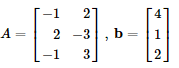 A = [ −1 2 ; 2 −3 ; −1 3 ] , b = [ 4 ; 1 ; 2 ]